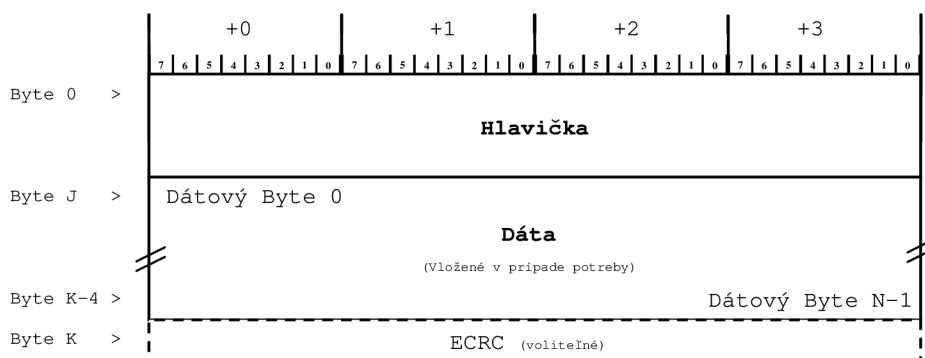 +0 +1 +2 +3
7 6 5 4 3 2 1 0 7 6 5 4 3 2 1 0 7 6 5 4 3 2 1 0 7 6 5 4 3 2 1 0
Byte 0 >
Hlavička
Byte J > Dátový Byte 0
Dáta
(Vložené v prípade potreby)
Byte K-4 > Dátový Byte N-1
Byte K > ECRC (voliteľné)